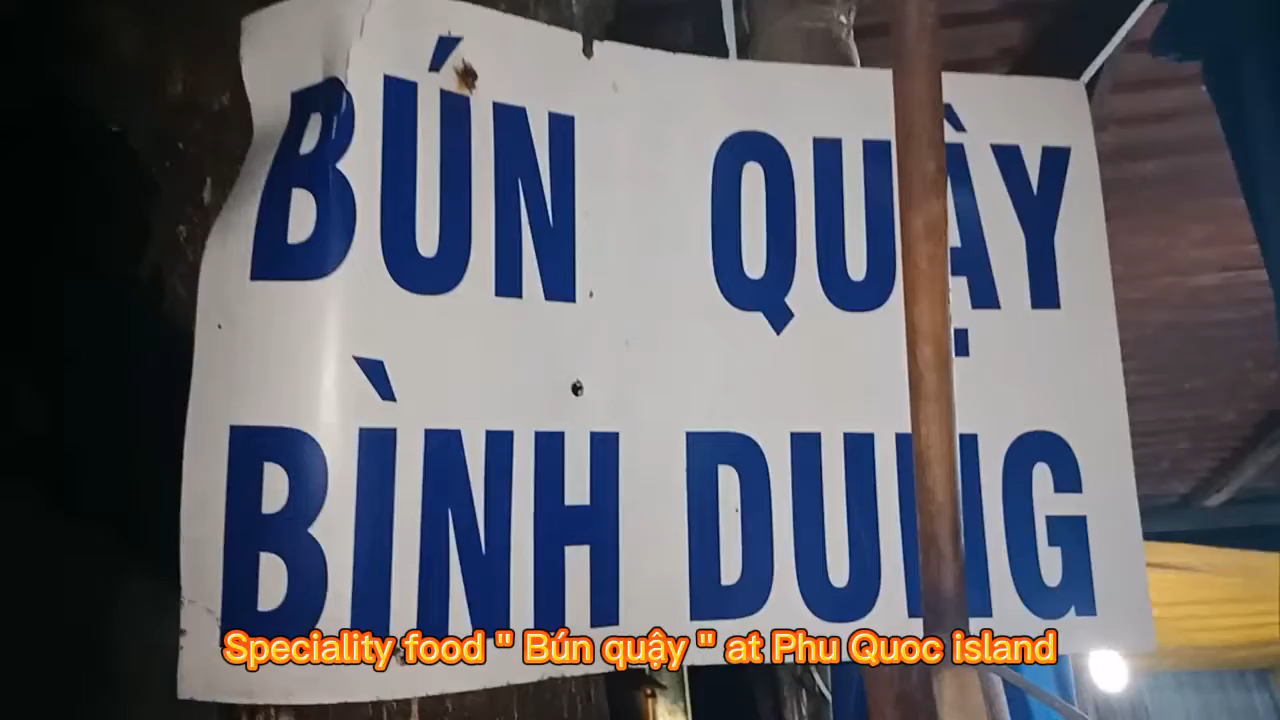 BÚN QUẬY
BÌNH DUNG
Speciality food " Bún quậy " at Phu Quoc island